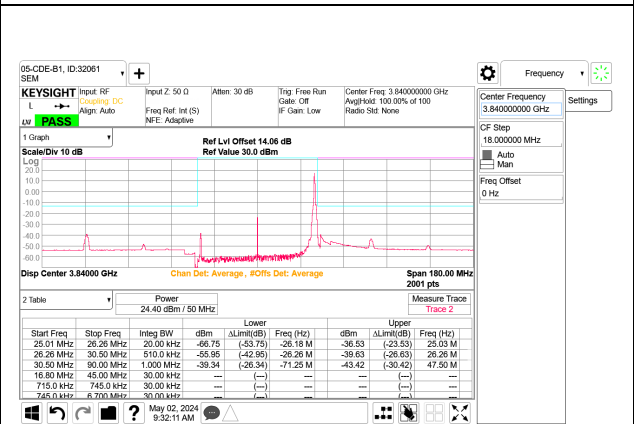 05-CDE-B1, ID:32061
SEM
Frequency
KEYSIGHT Input: RF Input Z: 50 Ω Atten: 30 dB Trig: Free Run Center Freq: 3.840000000 GHz
L Coupling: DC Gate: Off Avg|Hold: 100.00% of 100
Align: Auto Freq Ref: Int (S) IF Gain: Low Radio Std: None
PASS NFE: Adaptive
Center Frequency
3.840000000 GHz
Settings
CF Step
18.000000 MHz
Auto
Man
Freq Offset
0 Hz
1 Graph
Ref Lvl Offset 14.06 dB
Scale/Div 10 dB Ref Value 30.0 dBm
Log
20.0
10.0
0.00
-10.0
-20.0
-30.0
-40.0
-50.0
-60.0
Disp Center 3.84000 GHz Chan Det: Average , #Offs Det: Average Span 180.00 MHz
2001 pts
2 Table Power Measure Trace
24.40 dBm / 50 MHz Trace 2
Lower Upper
Start Freq Stop Freq Integ BW dBm ΔLimit(dB) Freq (Hz) dBm ΔLimit(dB) Freq (Hz)
25.01 MHz 26.26 MHz 20.00 kHz -66.75 (-53.75) -26.18 M -36.53 (-23.53) 25.03 M
26.26 MHz 30.50 MHz 510.0 kHz -55.95 (-42.95) -26.26 M -39.63 (-26.63) 26.26 M
30.50 MHz 90.00 MHz 1.000 MHz -39.34 (-26.34) -71.25 M -43.42 (-30.42) 47.50 M
16.80 MHz 45.00 MHz 30.00 kHz --- (---) --- --- (---) ---
715.0 kHz 745.0 kHz 30.00 kHz --- (---) --- --- (---) ---
745.0 kHz 6.700 MHz 30.00 kHz --- (---) --- --- (---) ---
May 02, 2024
9:32:11 AM